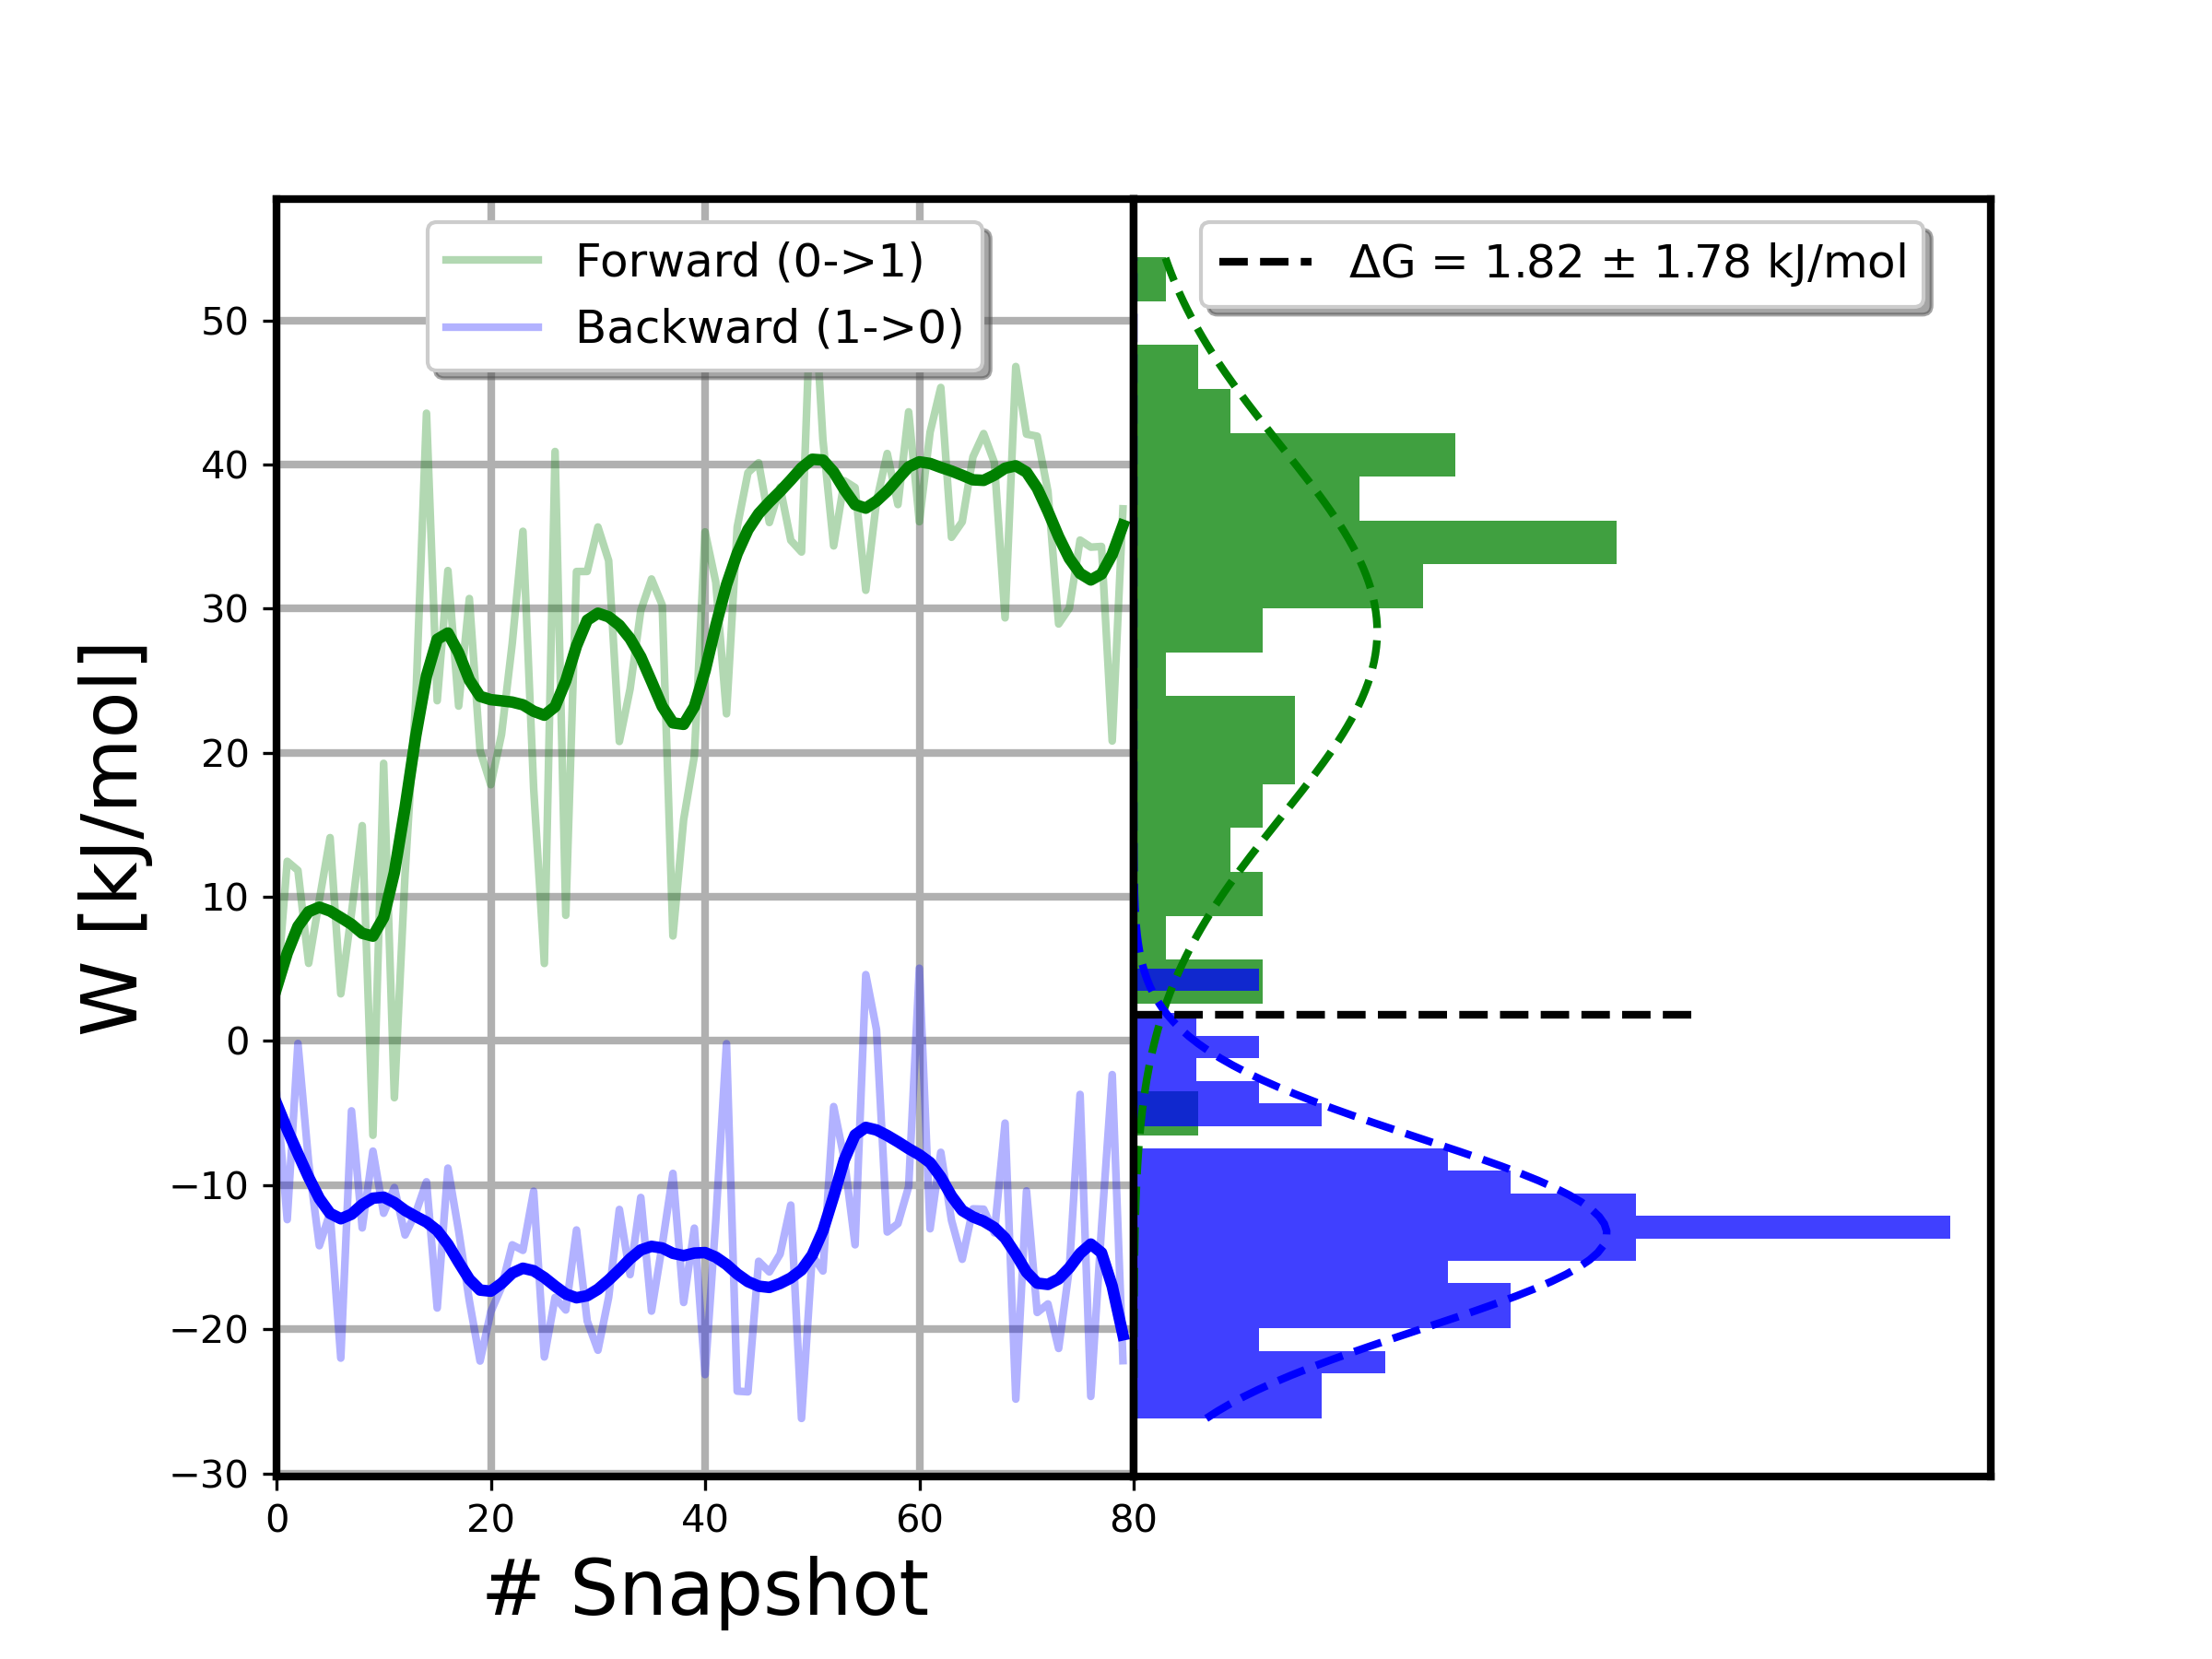 Forward (0->1)
Backward (1->0)
ΔG = 1.82 ± 1.78 kJ/mol
W [kJ/mol]
50
40
30
20
10
0
−10
−20
−30
0 20 40 60 80
# Snapshot